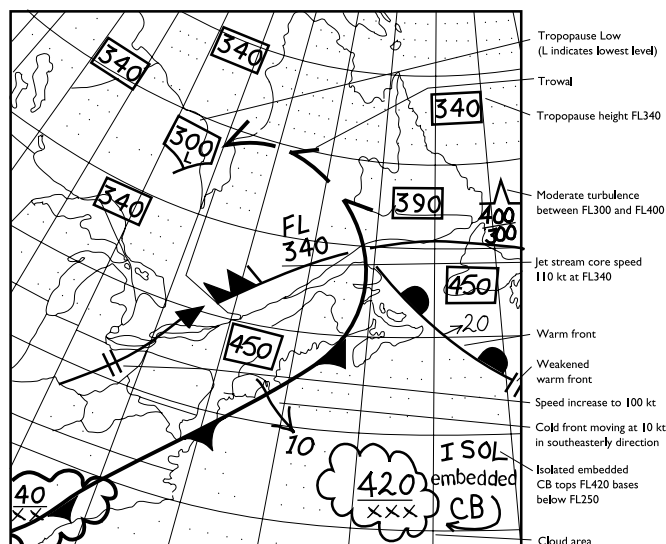 340
340
300
L
340
340
390
400
300
FL
340
450
450
→20
10
40
XX
420
XXX
ISOL
embedded
CB
Tropopause Low
(L indicates lowest level)
Trowal
Tropopause height FL340
Moderate turbulence
between FL300 and FL400
Jet stream core speed
110 kt at FL340
Warm front
Weakened
warm front
Speed increase to 100 kt
Cold front moving at 10 kt
in southeasterly direction
Isolated embedded
CB tops FL420 bases
below FL250
Cloud area